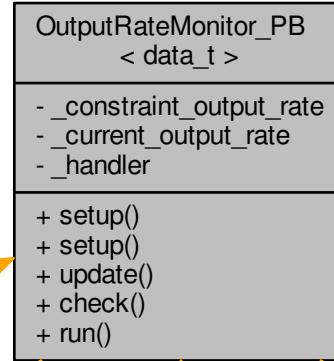 OutputRateMonitor_PB
< data_t >
- _constraint_output_rate
- _current_output_rate
- _handler
+ setup()
+ setup()
+ update()
+ check()
+ run()